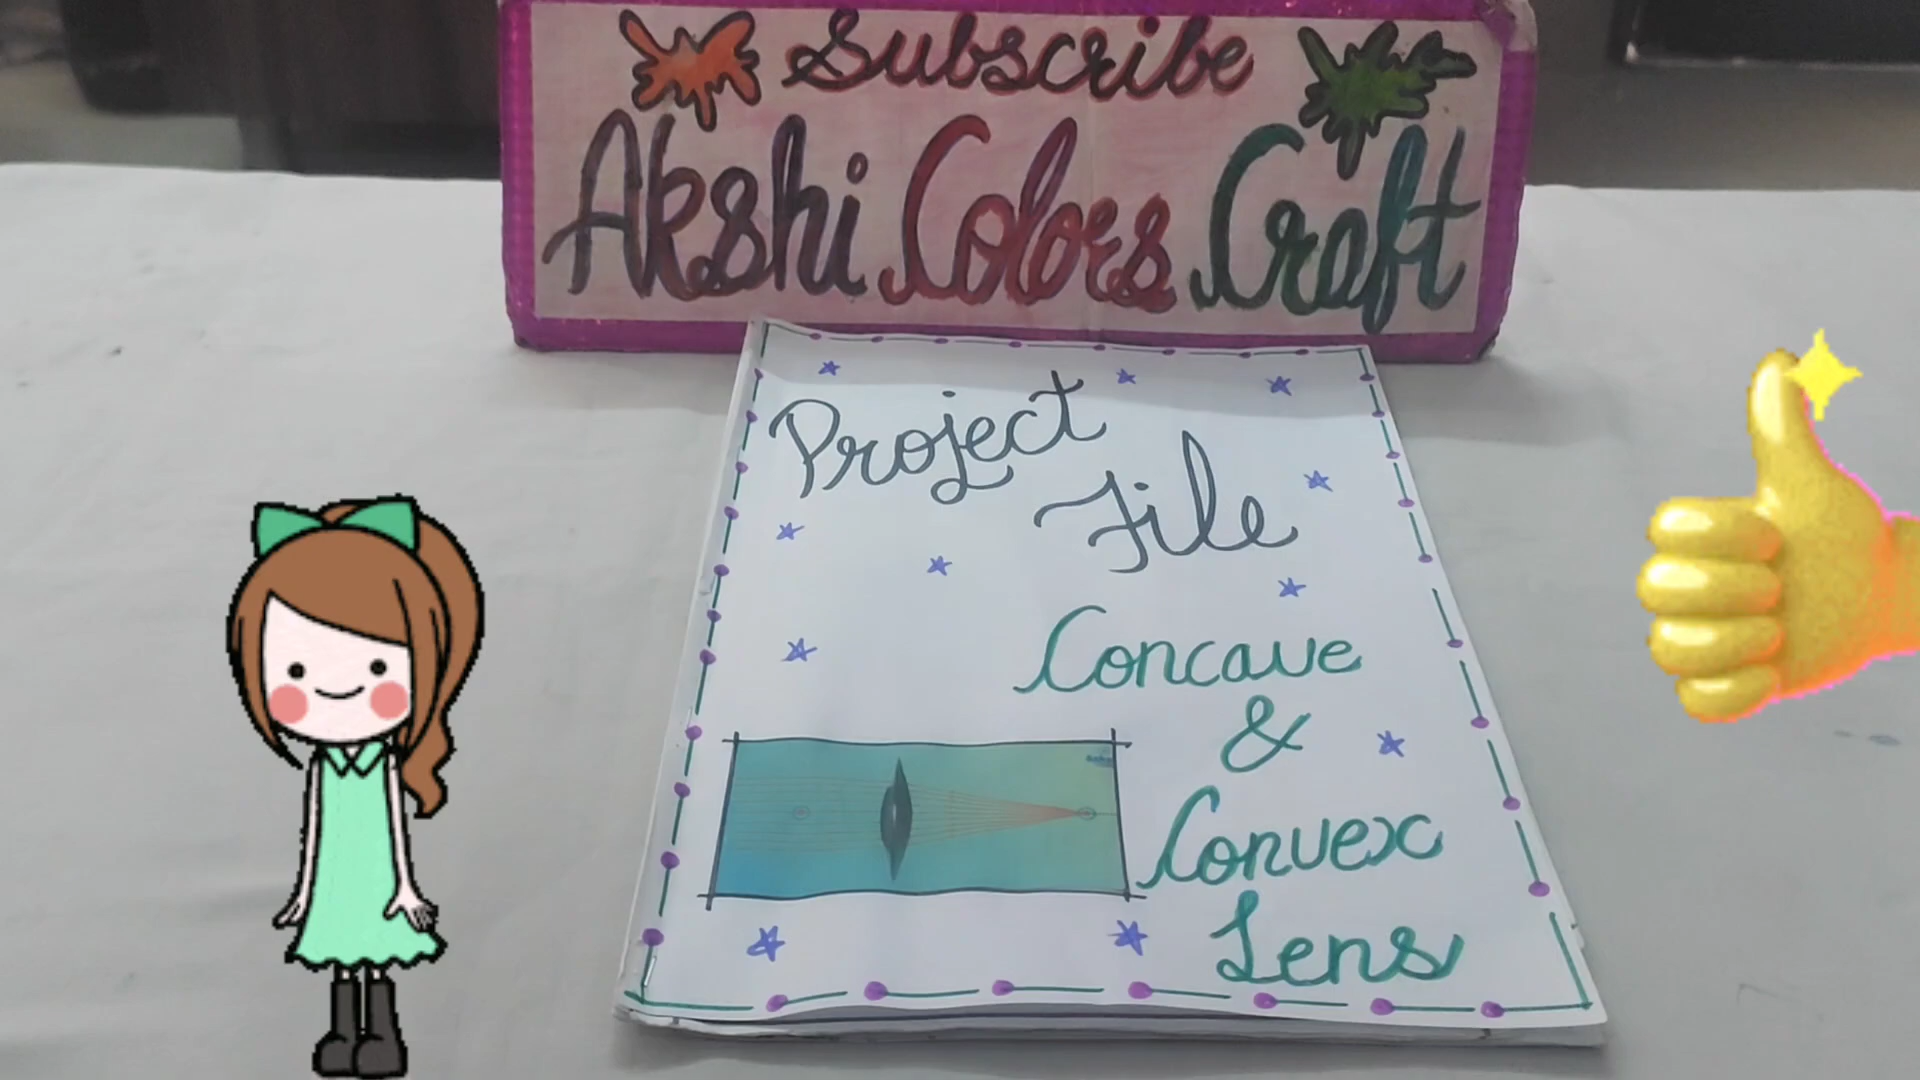 Subscribe
Akshi Colors Craft
Project
File
Concave
&
Convex
Lens